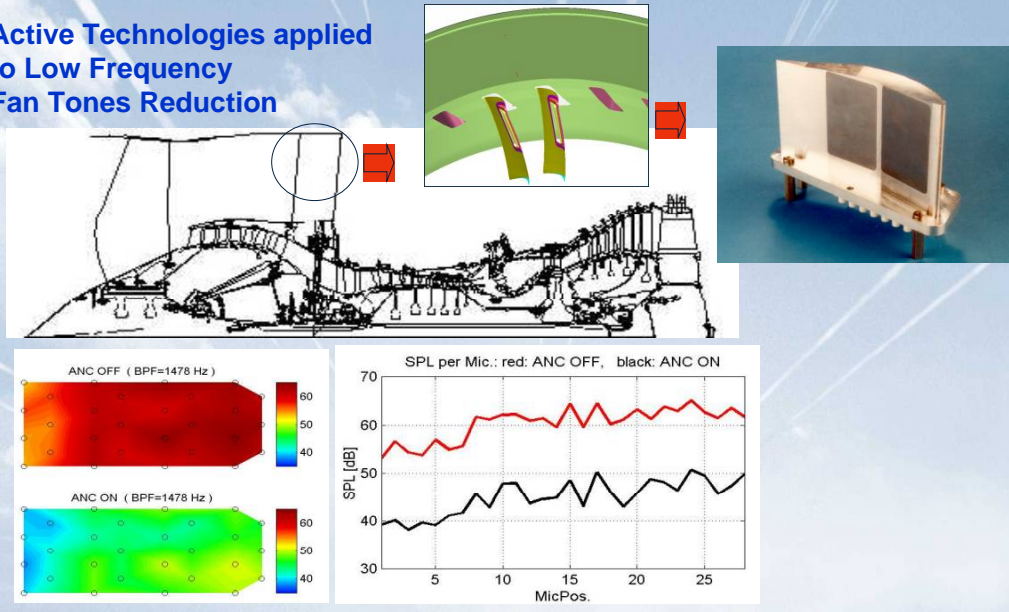 Active Technologies applied
to Low Frequency
Fan Tones Reduction
ANC OFF ( BPF=1478 Hz )
60
50
40
ANC ON ( BPF=1478 Hz )
60
50
40
SPL per Mic.: red: ANC OFF, black: ANC ON
70
60
50
40
30
SPL [dB]
5
10
15
20
25
MicPos.